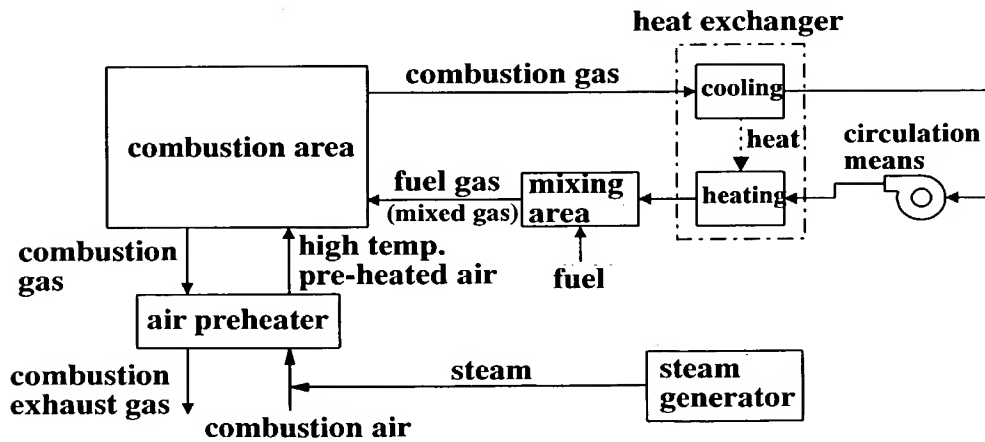 heat exchanger
combustion gas
cooling
combustion area
heat
circulation
means
fuel gas
(mixed gas)
mixing
area
heating
combustion
gas
high temp.
pre-heated air
fuel
air preheater
combustion
exhaust gas
steam
steam
generator
combustion air